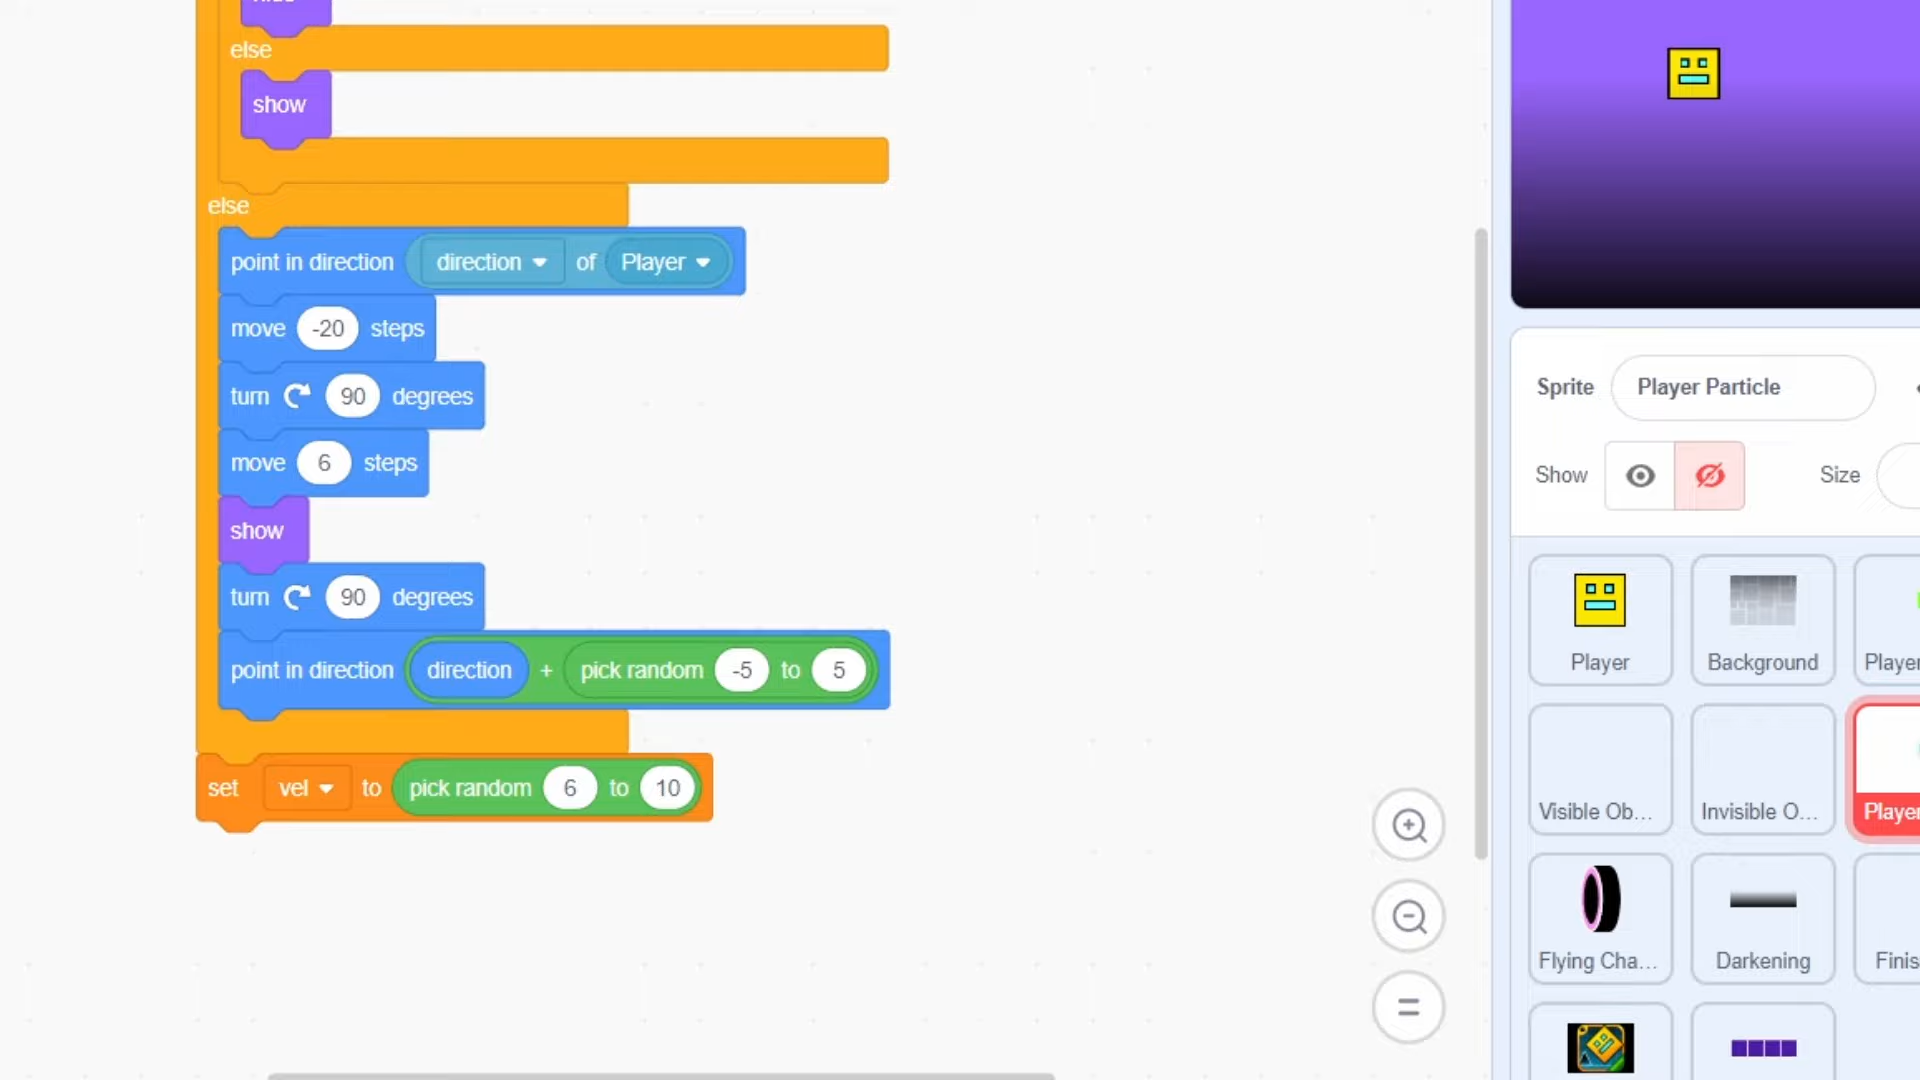 else
show
else
point in direction direction of Player
move -20 steps
turn 90 degrees
move 6 steps
show
turn 90 degrees
point in direction direction + pick random -5 to 5
set vel to pick random 6 to 10
Sprite Player Particle
Show Size
Player Background Player
Visible Ob... Invisible O... Player
Flying Cha... Darkening Finis